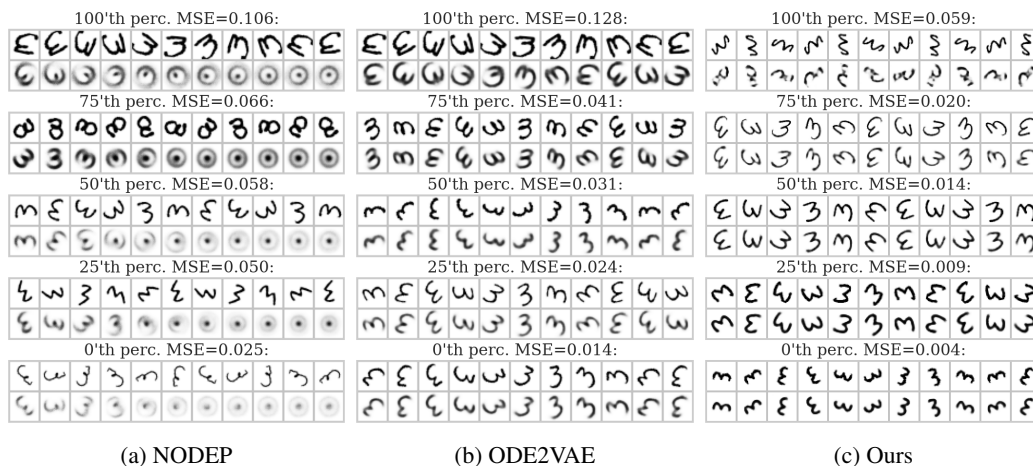 100'th perc. MSE=0.106:
75'th perc. MSE=0.066:
50'th perc. MSE=0.058:
25'th perc. MSE=0.050:
0'th perc. MSE=0.025:
(a) NODEP
100'th perc. MSE=0.128:
75'th perc. MSE=0.041:
50'th perc. MSE=0.031:
25'th perc. MSE=0.024:
0'th perc. MSE=0.014:
(b) ODE2VAE
100'th perc. MSE=0.059:
75'th perc. MSE=0.020:
50'th perc. MSE=0.014:
25'th perc. MSE=0.009:
0'th perc. MSE=0.004:
(c) Ours